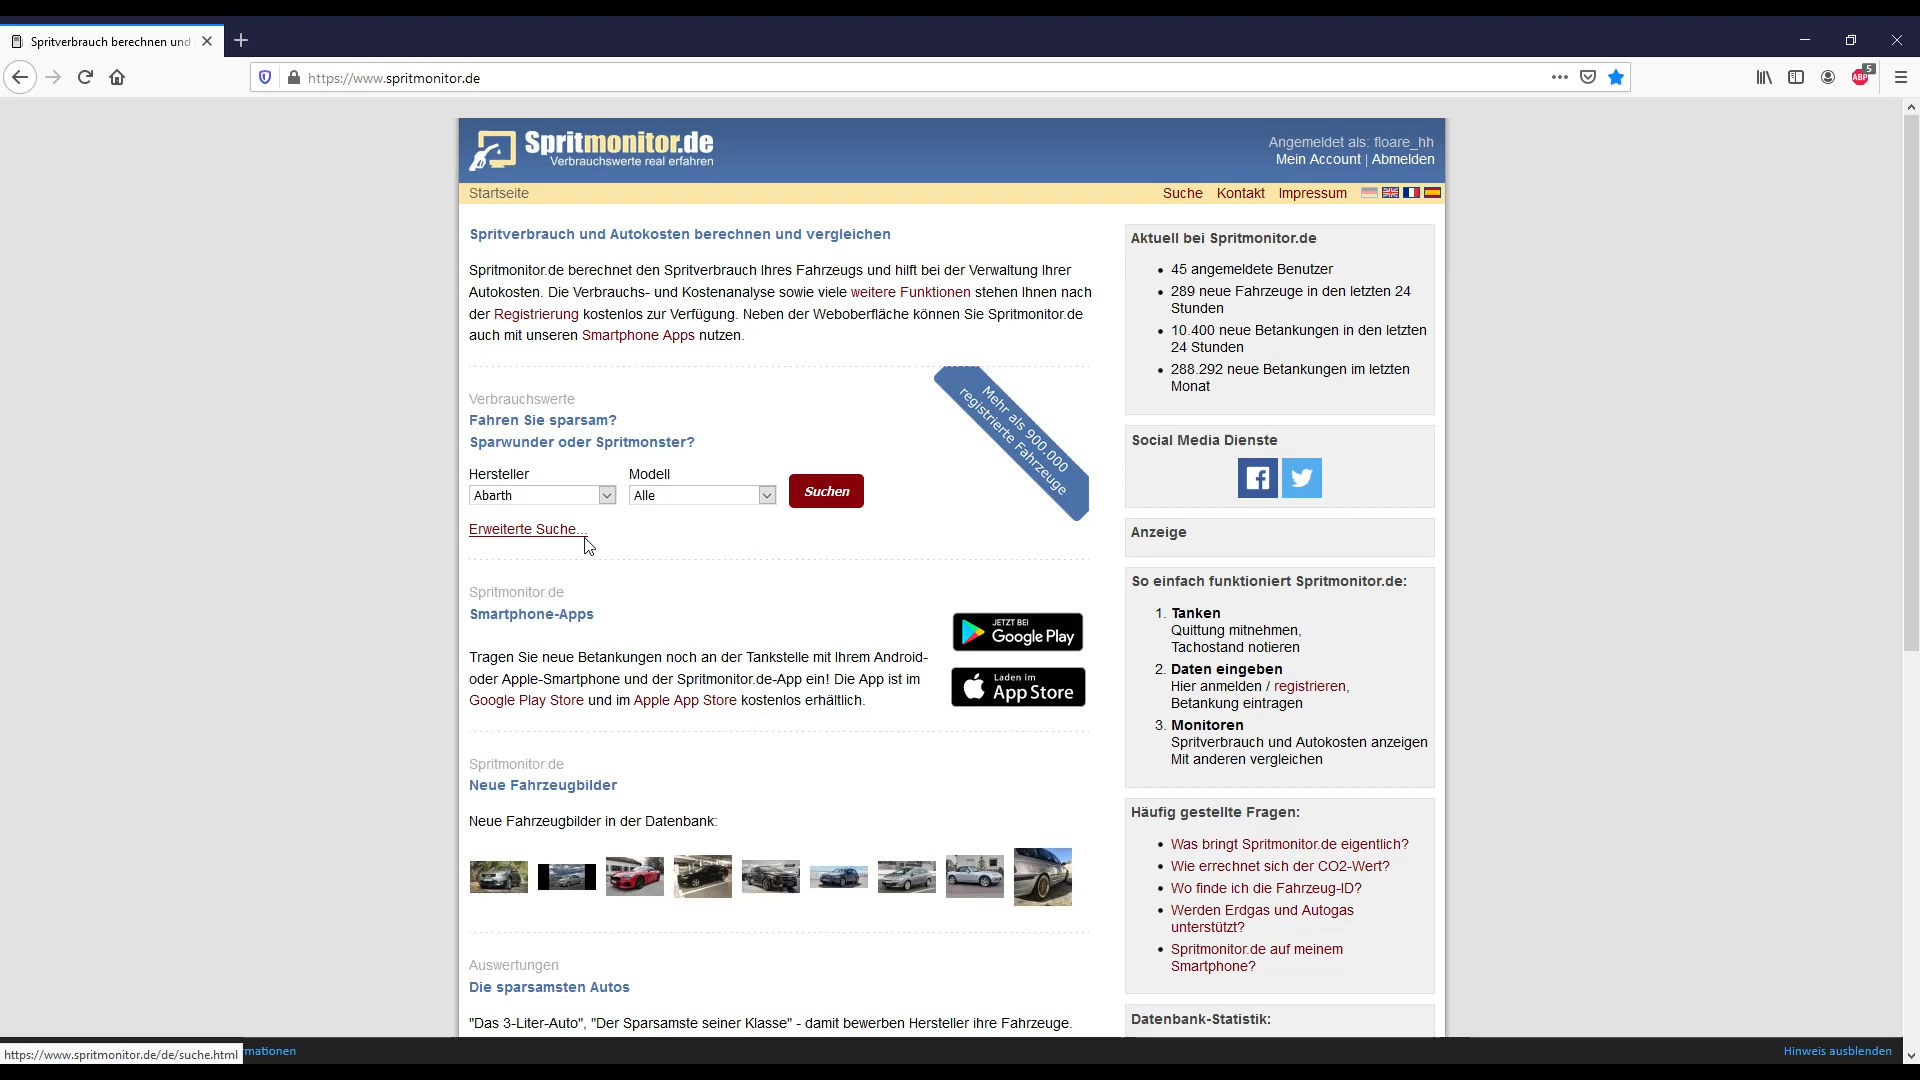 Spritverbrauch berechnen und
https://www.spritmonitor.de
ABP
5
Spritmonitor.de
Verbrauchswerte real erfahren
Angemeldet als: floare_hh
Mein Account | Abmelden
Startseite
Suche Kontakt Impressum
Spritverbrauch und Autokosten berechnen und vergleichen
Spritmonitor.de berechnet den Spritverbrauch Ihres Fahrzeugs und hilft bei der Verwaltung Ihrer
Autokosten. Die Verbrauchs- und Kostenanalyse sowie viele weitere Funktionen stehen Ihnen nach
der Registrierung kostenlos zur Verfügung. Neben der Weboberfläche können Sie Spritmonitor.de
auch mit unseren Smartphone Apps nutzen.
Mehr als 900.000
registrierte Fahrzeuge
Verbrauchswerte
Fahren Sie sparsam?
Sparwunder oder Spritmonster?
Hersteller Modell
Abarth Alle Suchen
Erweiterte Suche...
Spritmonitor.de
Smartphone-Apps
Tragen Sie neue Betankungen noch an der Tankstelle mit Ihrem Android-
oder Apple-Smartphone und der Spritmonitor.de-App ein! Die App ist im
Google Play Store und im Apple App Store kostenlos erhältlich.
JETZT BEI
Google Play
Laden im
App Store
Spritmonitor.de
Neue Fahrzeugbilder
Neue Fahrzeugbilder in der Datenbank:
Auswertungen
Die sparsamsten Autos
"Das 3-Liter-Auto", "Der Sparsamste seiner Klasse" - damit bewerben Hersteller ihre Fahrzeuge.
Aktuell bei Spritmonitor.de
• 45 angemeldete Benutzer
• 289 neue Fahrzeuge in den letzten 24
Stunden
• 10.400 neue Betankungen in den letzten
24 Stunden
• 288.292 neue Betankungen im letzten
Monat
Social Media Dienste
Anzeige
So einfach funktioniert Spritmonitor.de:
1. Tanken
Quittung mitnehmen,
Tachostand notieren
2. Daten eingeben
Hier anmelden / registrieren,
Betankung eintragen
3. Monitoren
Spritverbrauch und Autokosten anzeigen
Mit anderen vergleichen
Häufig gestellte Fragen:
• Was bringt Spritmonitor.de eigentlich?
• Wie errechnet sich der CO2-Wert?
• Wo finde ich die Fahrzeug-ID?
• Werden Erdgas und Autogas
unterstützt?
• Spritmonitor.de auf meinem
Smartphone?
Datenbank-Statistik:
https://www.spritmonitor.de/de/suche.html
rmationen
Hinweis ausblenden